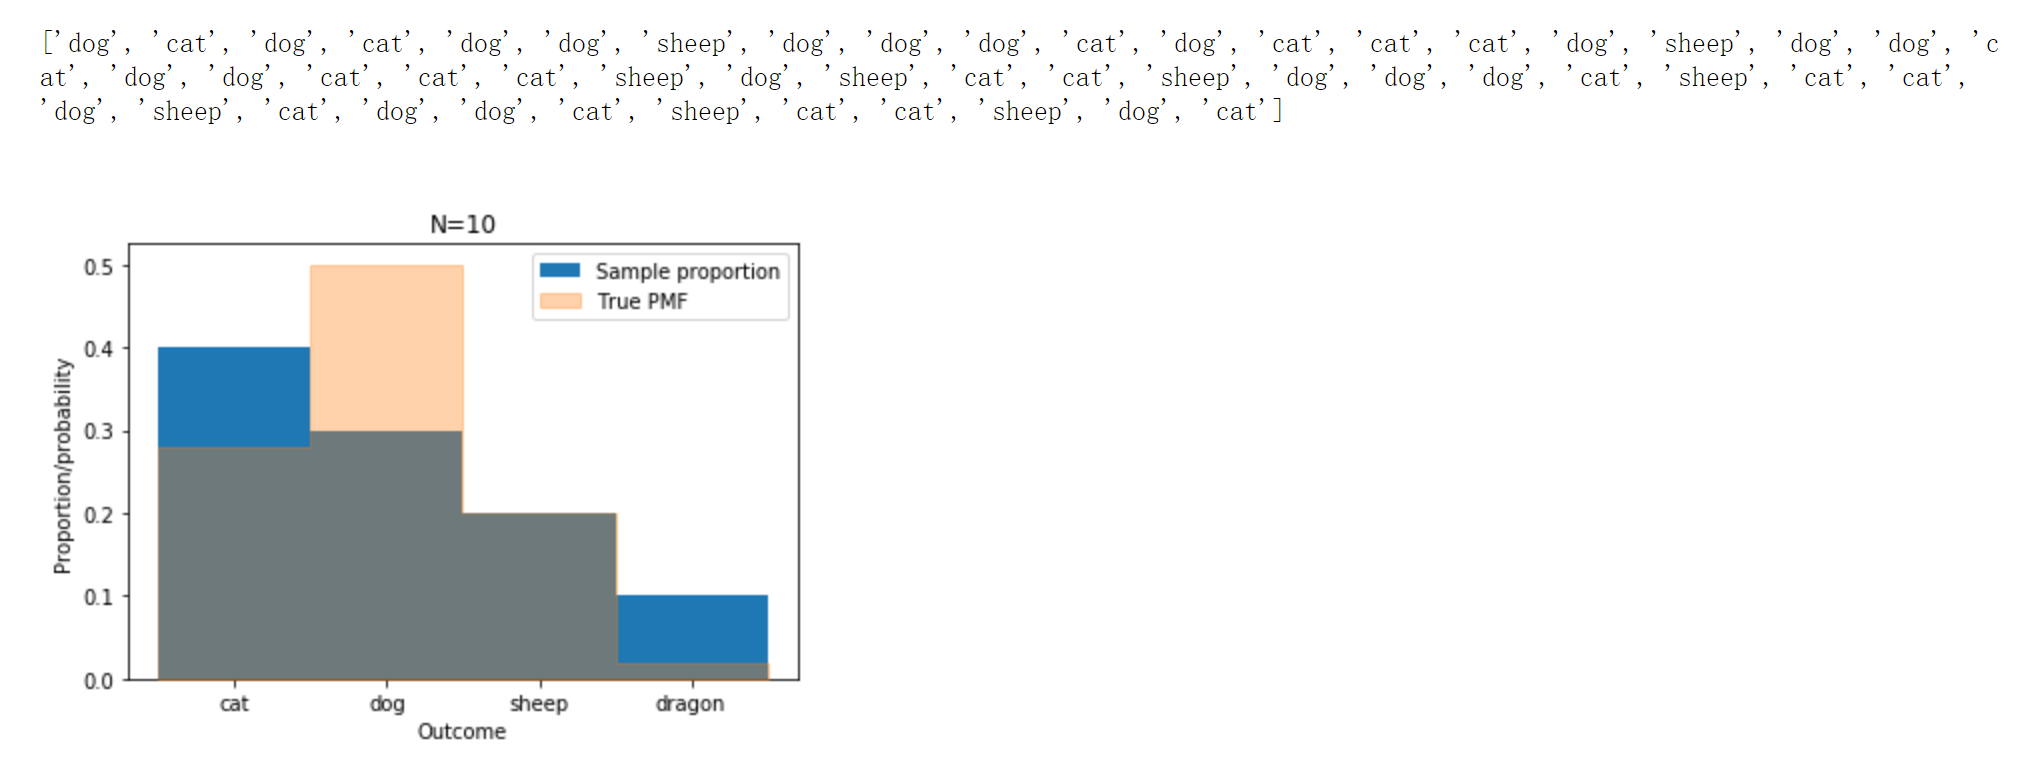 ['dog', 'cat', 'dog', 'cat', 'dog', 'dog', 'sheep', 'dog', 'dog', 'dog', 'cat', 'dog', 'cat', 'cat', 'cat', 'dog', 'sheep', 'dog', 'dog', 'c
at', 'dog', 'dog', 'cat', 'cat', 'cat', 'sheep', 'dog', 'sheep', 'cat', 'cat', 'sheep', 'dog', 'dog', 'dog', 'cat', 'sheep', 'cat', 'cat',
'dog', 'sheep', 'cat', 'dog', 'dog', 'cat', 'sheep', 'cat', 'cat', 'sheep', 'dog', 'cat']
N=10
Sample proportion
True PMF
Proportion/probability
0.5
0.4
0.3
0.2
0.1
0.0
cat dog sheep dragon
Outcome